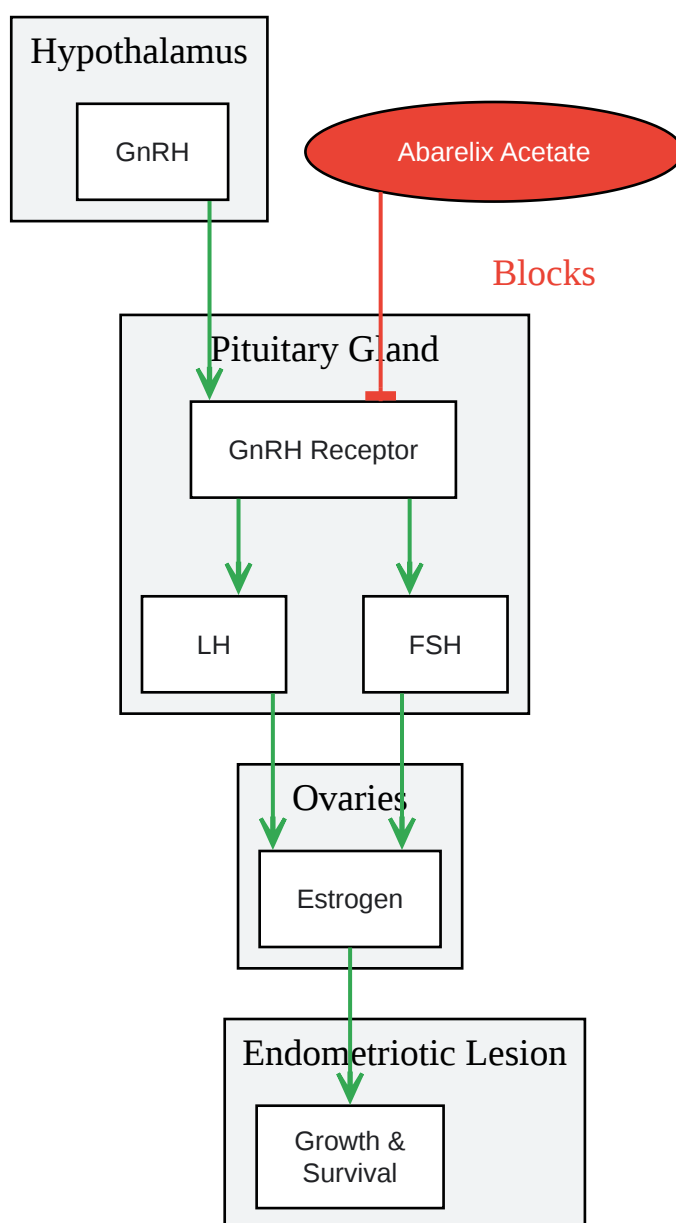 Hypothalamus
GnRH
Abarelix Acetate
Blocks
Pituitary Gland
GnRH Receptor
LH
FSH
Ovaries
Estrogen
Endometriotic Lesion
Growth &
Survival